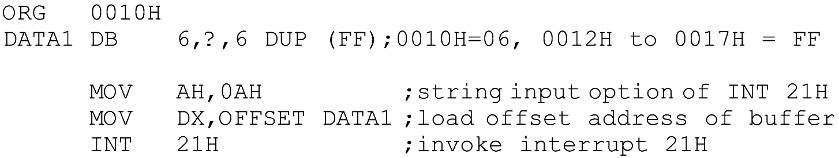 ORG 0010H
DATA1 DB 6,?,6 DUP (FF);0010H=06, 0012H to 0017H = FF
MOV AH,0AH ;string input option of INT 21H
MOV DX,OFFSET DATA1 ;load offset address of buffer
INT 21H ;invoke interrupt 21H